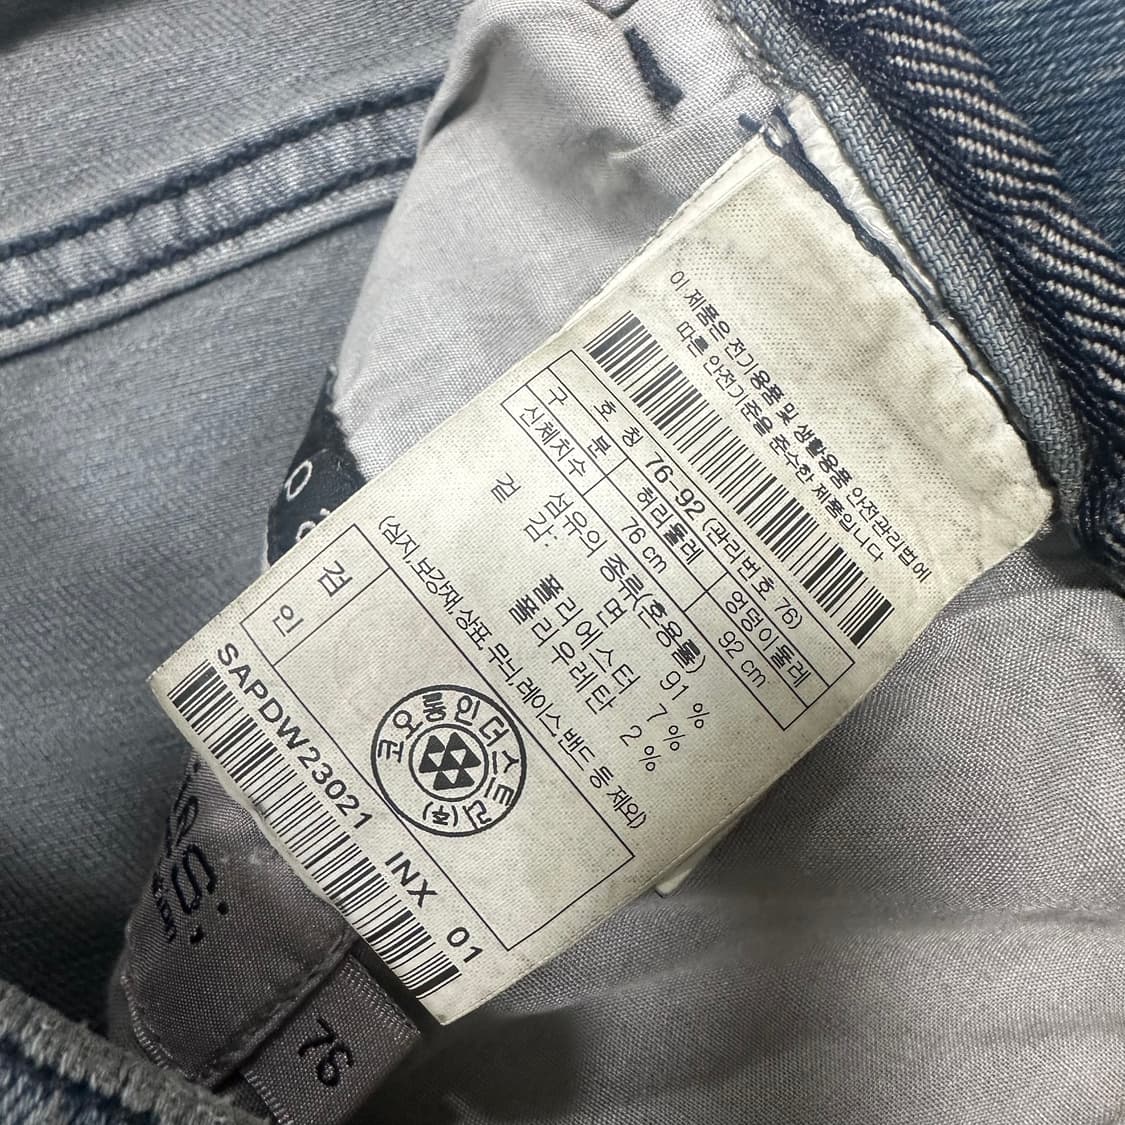 이 제품은 전기용품 및 생활용품 안전관리법에
따른 안전기준을 준수한 제품입니다
호칭 76-92 (관리번호 76)
구 분 허리둘레 엉덩이둘레
신체치수 76 cm 92 cm
섬유의 종류(혼용률)
겉 감: 면 91 %
폴리에스터 7 %
폴리우레탄 2 %
(심지,보강재,상표,무늬,레이스,밴드 등 제외)
검 인
코오롱인더스트리(주)
SAPDW23021 INX 01
76